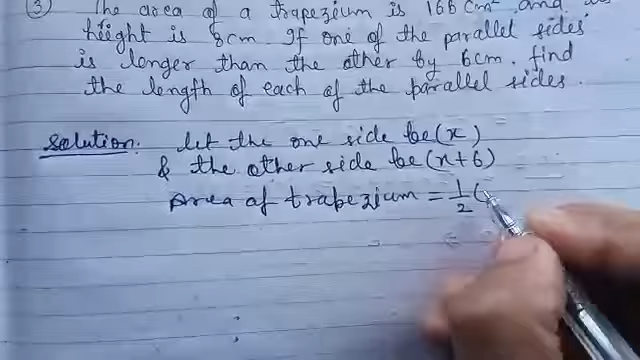 (3) The area of a trapezium is 168 cm² and
height is 8cm If one of the parallel sides
is longer than the other by 6cm. find
the length of each of the parallel sides.
Solution: let the one side be (x)
& the other side be (x+6)
Area of trapezium = 1/2 (